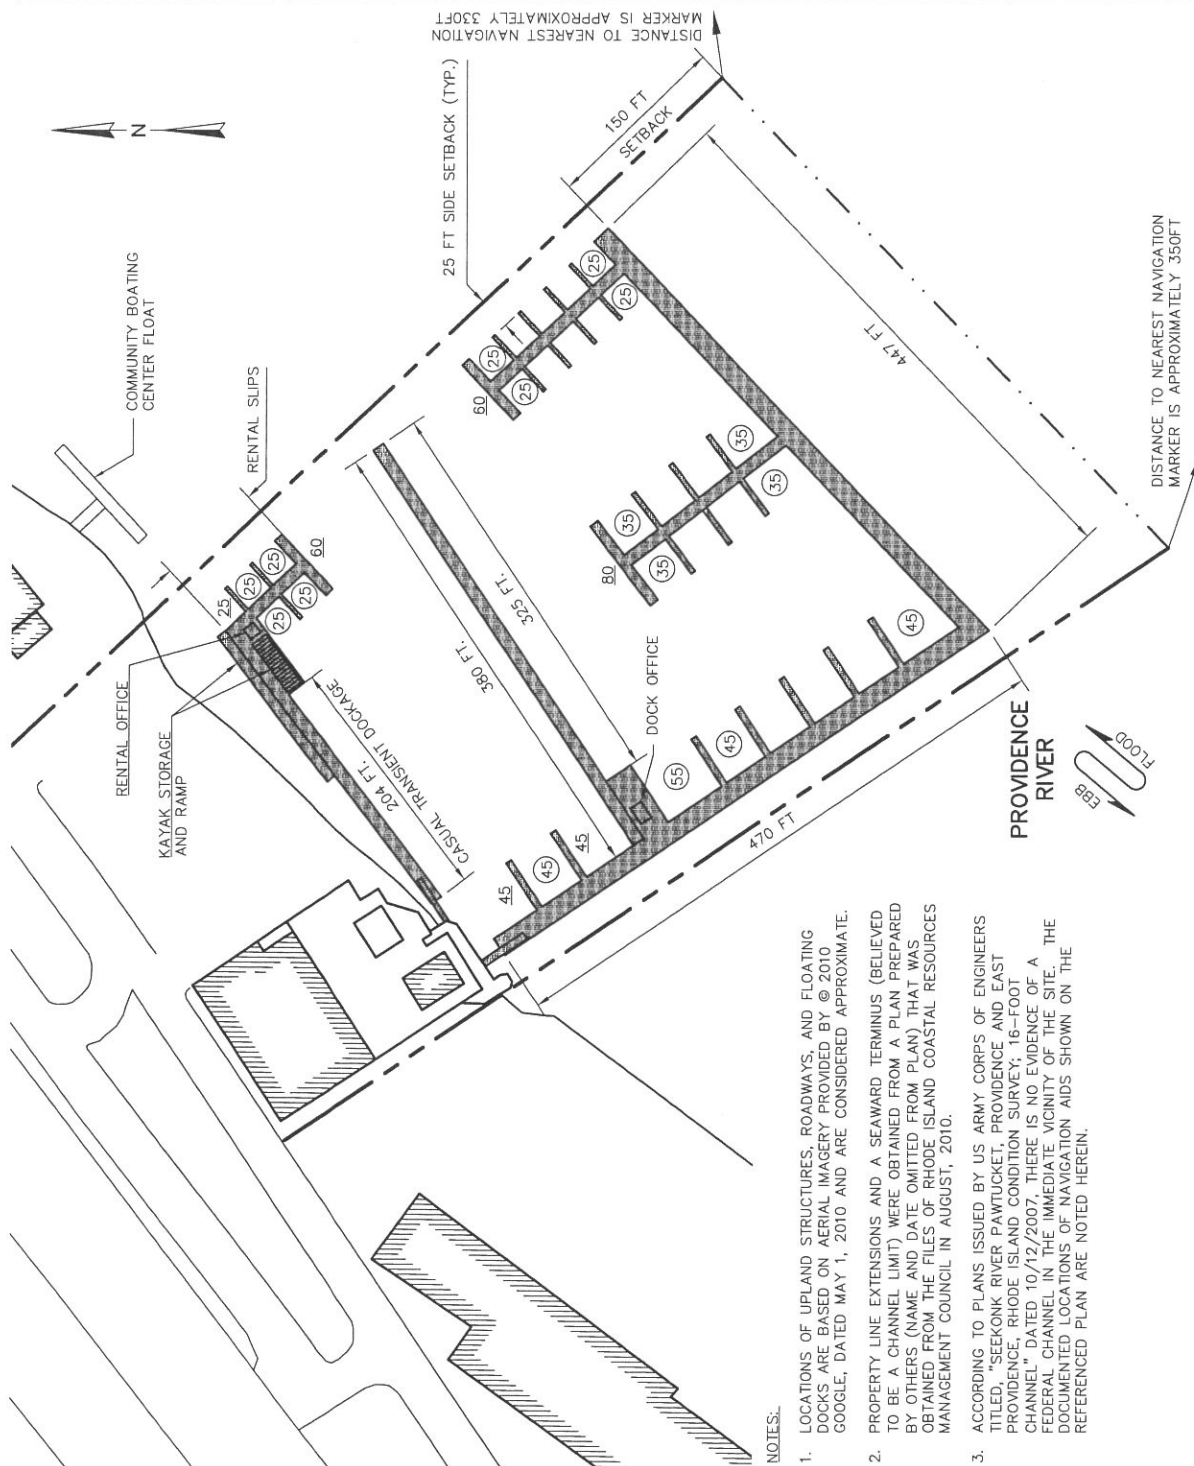 DISTANCE TO NEAREST NAVIGATION
MARKER IS APPROXIMATELY 330FT
N
25 FT SIDE SETBACK (TYP.)
150 FT
SETBACK
COMMUNITY BOATING
CENTER FLOAT
RENTAL SLIPS
RENTAL OFFICE
KAYAK STORAGE
AND RAMP
25
25
25
25
25
60
60
25
25
25
25
204 FT.
CASUAL TRANSIENT DOCKAGE
380 FT.
325 FT.
DOCK OFFICE
80
35
35
35
35
447 FT
45
45
45
55
45
45
470 FT
PROVIDENCE
RIVER
EBB
FLOOD
DISTANCE TO NEAREST NAVIGATION
MARKER IS APPROXIMATELY 350FT
NOTES:
1. LOCATIONS OF UPLAND STRUCTURES, ROADWAYS, AND FLOATING
DOCKS ARE BASED ON AERIAL IMAGERY PROVIDED BY © 2010
GOOGLE, DATED MAY 1, 2010 AND ARE CONSIDERED APPROXIMATE.
2. PROPERTY LINE EXTENSIONS AND A SEAWARD TERMINUS (BELIEVED
TO BE A CHANNEL LIMIT) WERE OBTAINED FROM A PLAN PREPARED
BY OTHERS (NAME AND DATE OMITTED FROM PLAN) THAT WAS
OBTAINED FROM THE FILES OF RHODE ISLAND COASTAL RESOURCES
MANAGEMENT COUNCIL IN AUGUST, 2010.
3. ACCORDING TO PLANS ISSUED BY US ARMY CORPS OF ENGINEERS
TITLED, "SEEKONK RIVER PAWTUCKET, PROVIDENCE AND EAST
PROVIDENCE, RHODE ISLAND CONDITION SURVEY; 16-FOOT
CHANNEL" DATED 10/12/2007, THERE IS NO EVIDENCE OF A
FEDERAL CHANNEL IN THE IMMEDIATE VICINITY OF THE SITE. THE
DOCUMENTED LOCATIONS OF NAVIGATION AIDS SHOWN ON THE
REFERENCED PLAN ARE NOTED HEREIN.